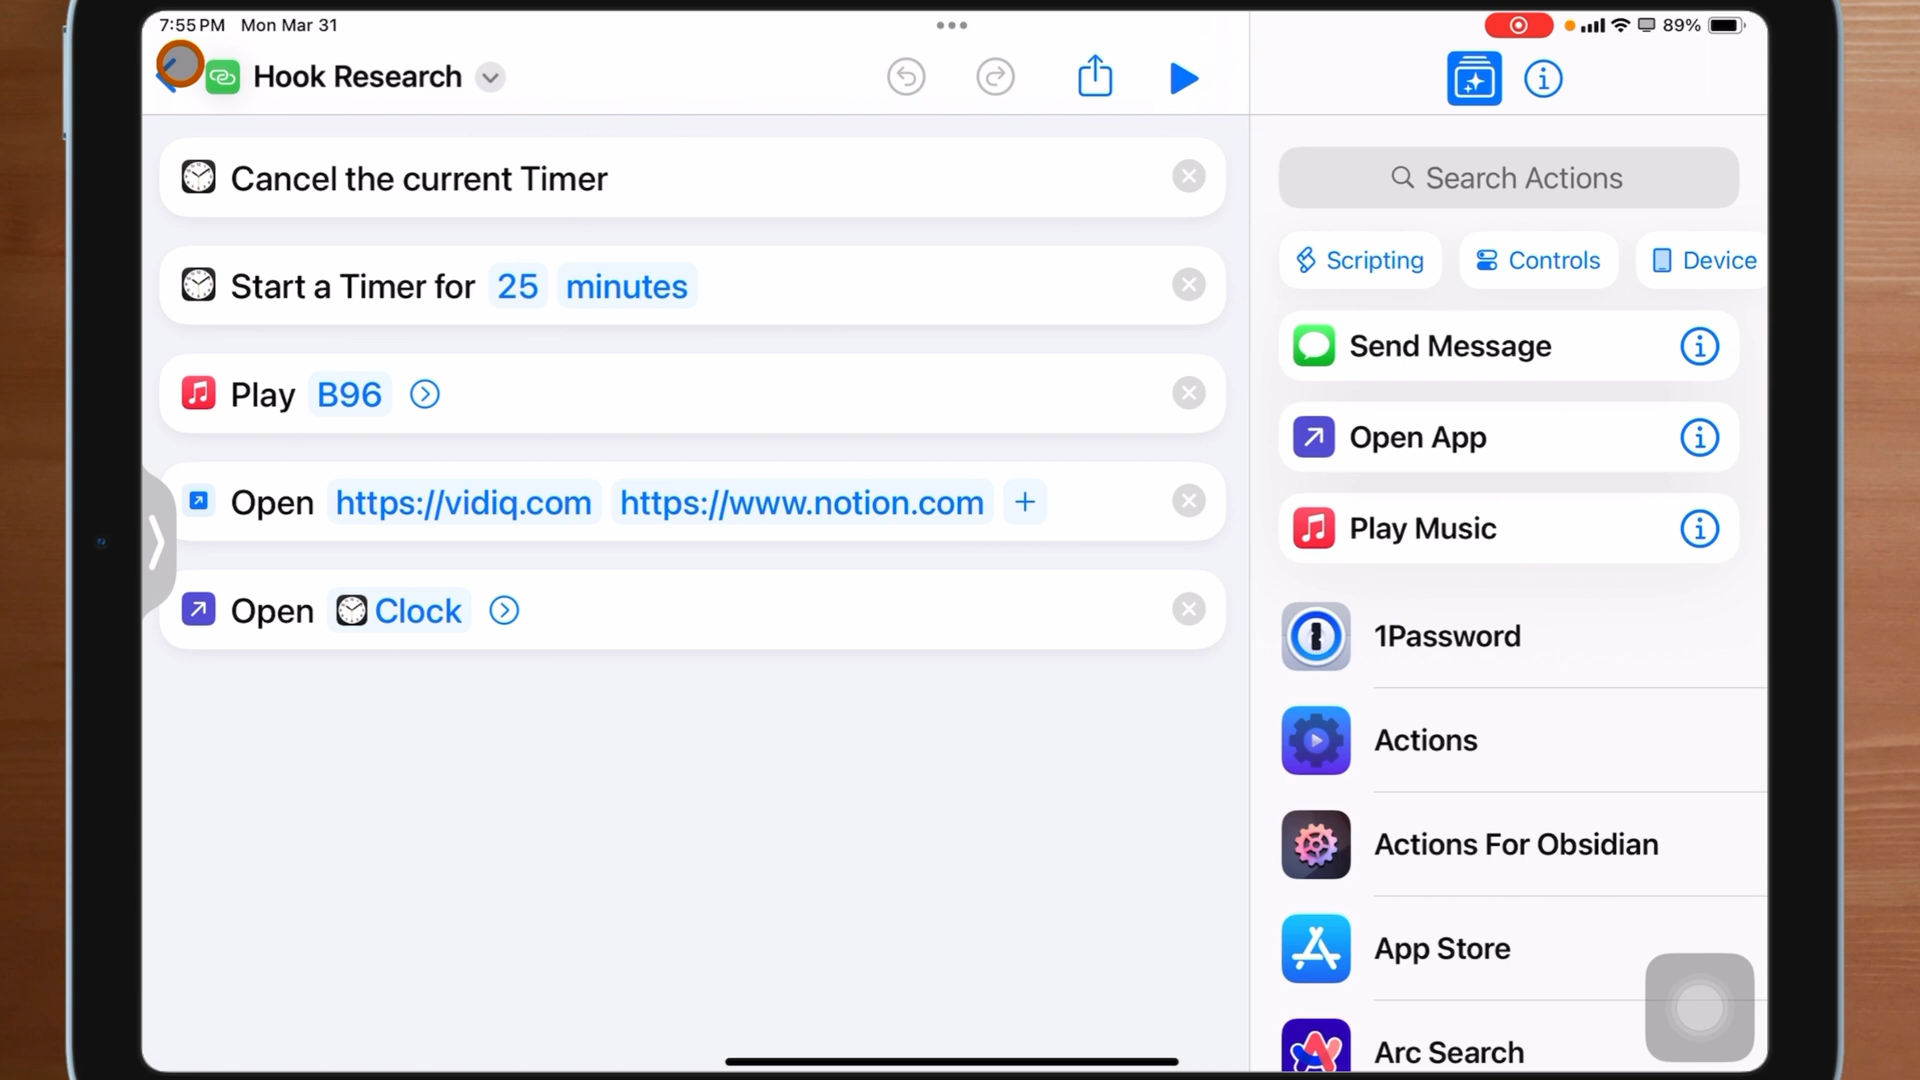 7:55 PM Mon Mar 31
89%
Hook Research
Cancel the current Timer
Start a Timer for 25 minutes
Play B96
Open https://vidiq.com https://www.notion.com +
Open Clock
Search Actions
Scripting Controls Device
Send Message
Open App
Play Music
1Password
Actions
Actions For Obsidian
App Store
Arc Search